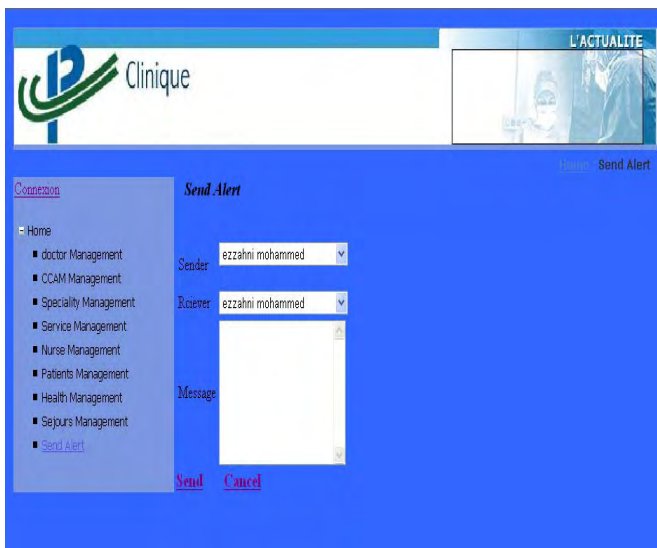 L'ACTUALITE
Clinique
Home Send Alert
Connexion
Send Alert
Home
doctor Management
CCAM Management
Speciality Management
Service Management
Nurse Management
Patients Management
Health Management
Sejours Management
Send Alert
Sender ezzahni mohammed
Rciever ezzahni mohammed
Message
Send Cancel